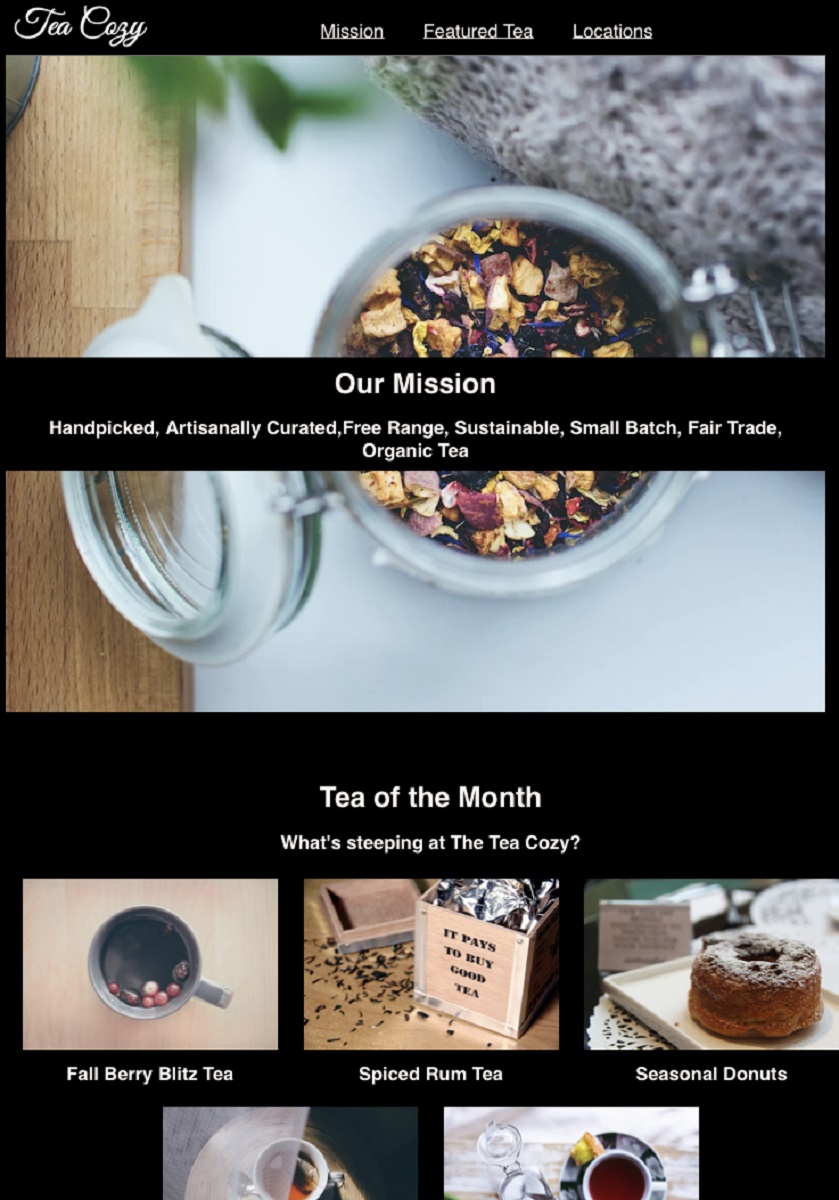 Tea Cozy
Mission Featured Tea Locations
Our Mission
Handpicked, Artisanally Curated,Free Range, Sustainable, Small Batch, Fair Trade,
Organic Tea
Tea of the Month
What's steeping at The Tea Cozy?
IT PAYS
TO BUY
GOOD
TEA
Fall Berry Blitz Tea
Spiced Rum Tea
Seasonal Donuts